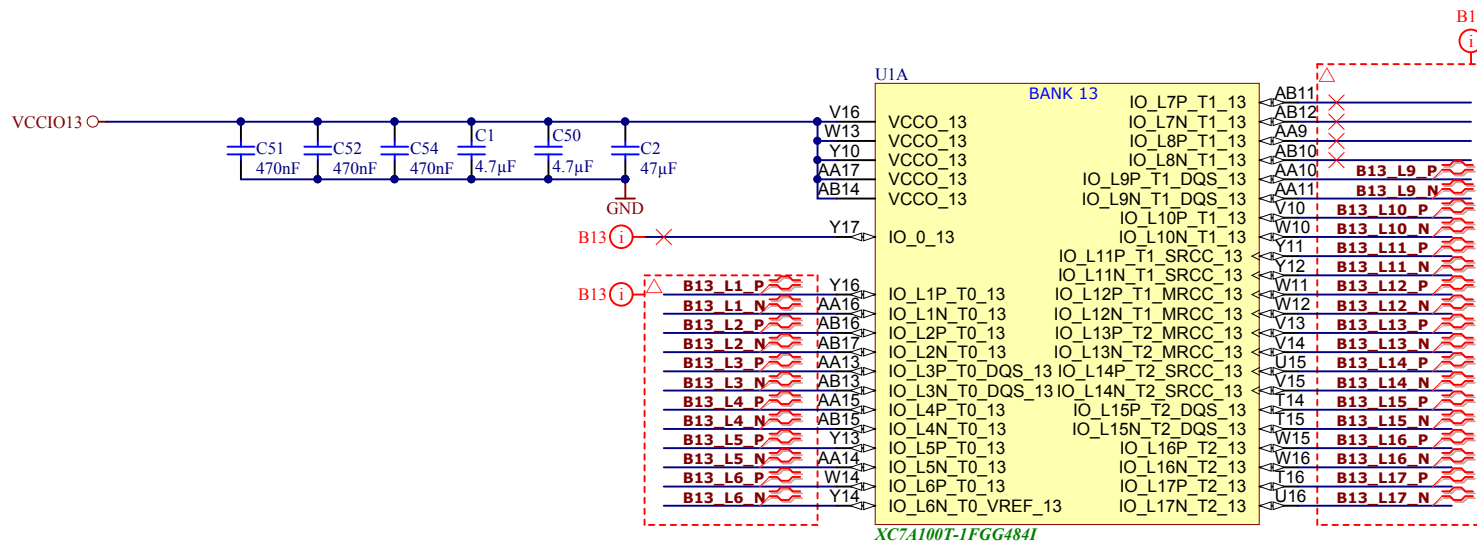 B1
i
U1A
BANK 13
VCCIO13
C51
470nF
C52
470nF
C54
470nF
C1
4.7µF
C50
4.7µF
C2
47µF
GND
V16 VCCO_13
W13 VCCO_13
Y10 VCCO_13
AA17 VCCO_13
AB14 VCCO_13
B13 i Y17 IO_0_13
B13 i
B13_L1_P Y16 IO_L1P_T0_13
B13_L1_N AA16 IO_L1N_T0_13
B13_L2_P AB16 IO_L2P_T0_13
B13_L2_N AB17 IO_L2N_T0_13
B13_L3_P AA13 IO_L3P_T0_DQS_13
B13_L3_N AB13 IO_L3N_T0_DQS_13
B13_L4_P AA15 IO_L4P_T0_13
B13_L4_N AB15 IO_L4N_T0_13
B13_L5_P Y13 IO_L5P_T0_13
B13_L5_N AA14 IO_L5N_T0_13
B13_L6_P W14 IO_L6P_T0_13
B13_L6_N Y14 IO_L6N_T0_VREF_13
IO_L7P_T1_13 AB11
IO_L7N_T1_13 AB12
IO_L8P_T1_13 AA9
IO_L8N_T1_13 AB10
IO_L9P_T1_DQS_13 AA10 B13_L9_P
IO_L9N_T1_DQS_13 AA11 B13_L9_N
IO_L10P_T1_13 V10 B13_L10_P
IO_L10N_T1_13 W10 B13_L10_N
IO_L11P_T1_SRCC_13 Y11 B13_L11_P
IO_L11N_T1_SRCC_13 Y12 B13_L11_N
IO_L12P_T1_MRCC_13 W11 B13_L12_P
IO_L12N_T1_MRCC_13 W12 B13_L12_N
IO_L13P_T2_MRCC_13 V13 B13_L13_P
IO_L13N_T2_MRCC_13 V14 B13_L13_N
IO_L14P_T2_SRCC_13 U15 B13_L14_P
IO_L14N_T2_SRCC_13 V15 B13_L14_N
IO_L15P_T2_DQS_13 T14 B13_L15_P
IO_L15N_T2_DQS_13 T15 B13_L15_N
IO_L16P_T2_13 W15 B13_L16_P
IO_L16N_T2_13 W16 B13_L16_N
IO_L17P_T2_13 T16 B13_L17_P
IO_L17N_T2_13 U16 B13_L17_N
XC7A100T-1FGG484I